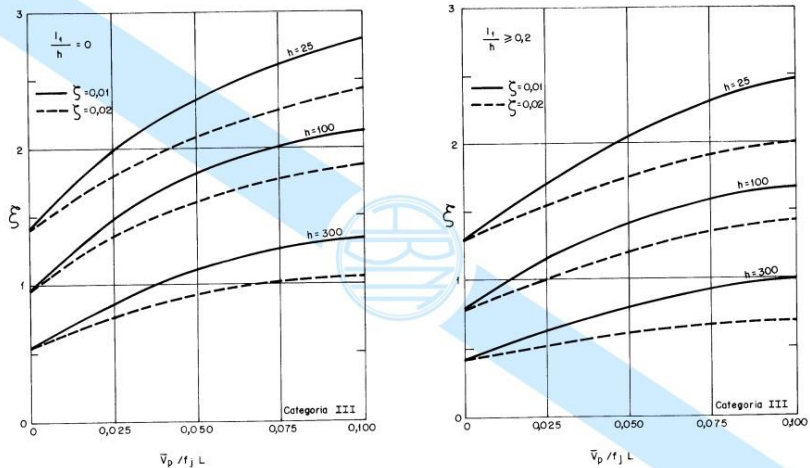 3
l₁/h = 0
ζ=0,01
ζ=0,02
h=25
h=100
h=300
2
1
0
ξ
Categoria III
0
0,025
0,050
0,075
0,100
V̅p / fj L
3
l₁/h ≥ 0,2
ζ=0,01
ζ=0,02
h=25
h=100
h=300
2
1
0
ξ
Categoria III
0
0,025
0,050
0,075
0,100
V̅p / fj L
ABNT